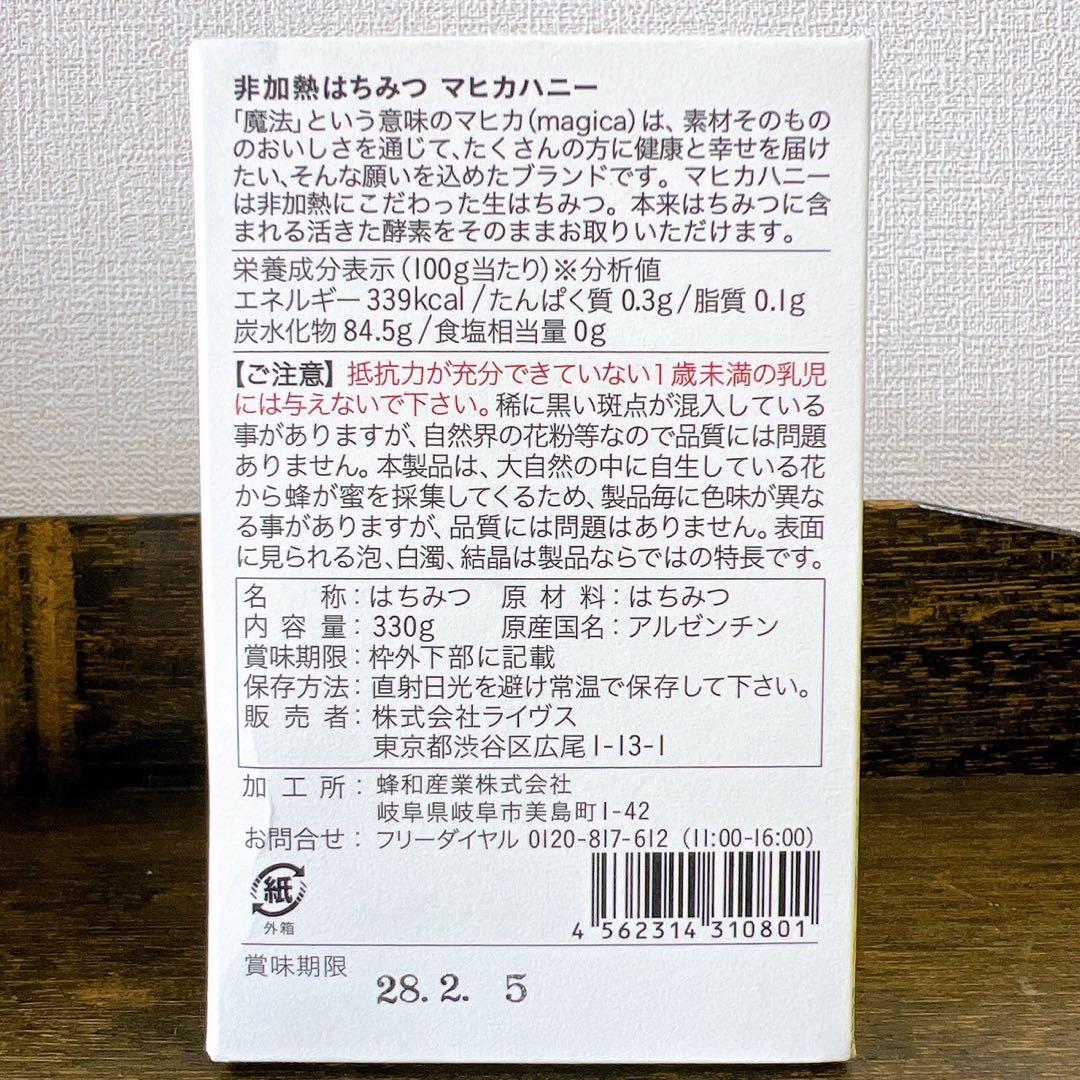 非加熱はちみつ マヒカハニー
「魔法」という意味のマヒカ(magica)は、素材そのもの
のおいしさを通じて、たくさんの方に健康と幸せを届け
たい、そんな願いを込めたブランドです。マヒカハニー
は非加熱にこだわった生はちみつ。本来はちみつに含
まれる活きた酵素をそのままお取りいただけます。
栄養成分表示(100g当たり)※分析値
エネルギー 339kcal/たんぱく質 0.3g/脂質 0.1g
炭水化物 84.5g/食塩相当量 0g
【ご注意】抵抗力が充分できていない1歳未満の乳児
には与えないで下さい。稀に黒い斑点が混入している
事がありますが、自然界の花粉等なので品質には問題
ありません。本製品は、大自然の中に自生している花
から蜂が蜜を採集してくるため、製品毎に色味が異な
る事がありますが、品質には問題はありません。表面
に見られる泡、白濁、結晶は製品ならではの特長です。
名称:はちみつ 原材料:はちみつ
内容量:330g 原産国名:アルゼンチン
賞味期限:枠外下部に記載
保存方法:直射日光を避け常温で保存して下さい。
販売者:株式会社ライヴス
東京都渋谷区広尾1-13-1
加工所:蜂和産業株式会社
岐阜県岐阜市美島町1-42
お問合せ:フリーダイヤル 0120-817-612 (11:00-16:00)
紙
外箱
4 562314 310801
賞味期限
28. 2. 5